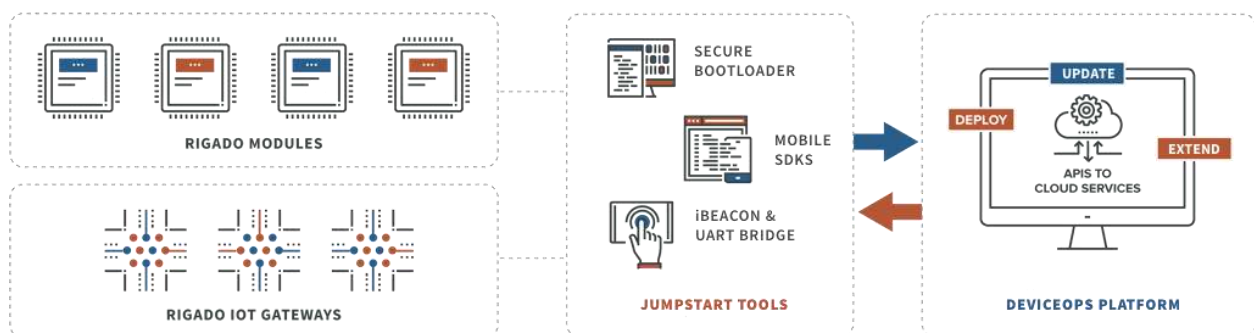 RIGADO MODULES
RIGADO IOT GATEWAYS
SECURE
BOOTLOADER
MOBILE
SDKS
iBEACON &
UART BRIDGE
JUMPSTART TOOLS
UPDATE
DEPLOY
EXTEND
APIS TO
CLOUD SERVICES
DEVICEOPS PLATFORM